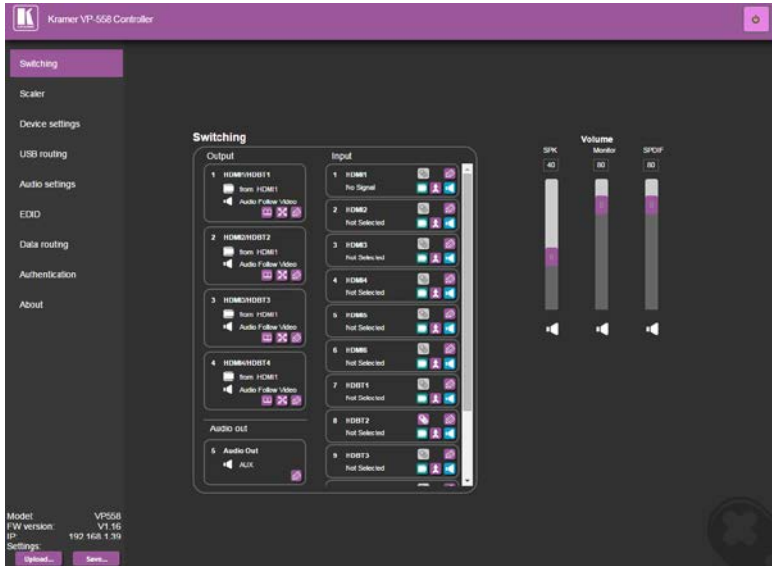 Kramer VP-558 Controller
Switching
Scaler
Device settings
USB routing
Audio settings
EDID
Data routing
Authentication
About
Model: VP558
FW version: V1.16
IP: 192.168.1.39
Settings:
Upload... Save...
Switching
Output
1 HDMI1/HDBT1
from HDMI1
Audio Follow Video
2 HDMI2/HDBT2
from HDMI1
Audio Follow Video
3 HDMI3/HDBT3
from HDMI1
Audio Follow Video
4 HDMI4/HDBT4
from HDMI1
Audio Follow Video
Audio out
5 Audio Out
AUX
Input
1 HDMI1
No Signal
2 HDMI2
Not Selected
3 HDMI3
Not Selected
4 HDMI4
Not Selected
5 HDMI5
Not Selected
6 HDMI6
Not Selected
7 HDBT1
Not Selected
8 HDBT2
Not Selected
9 HDBT3
Not Selected
Volume
SPK Monitor SPDIF
40 80 80